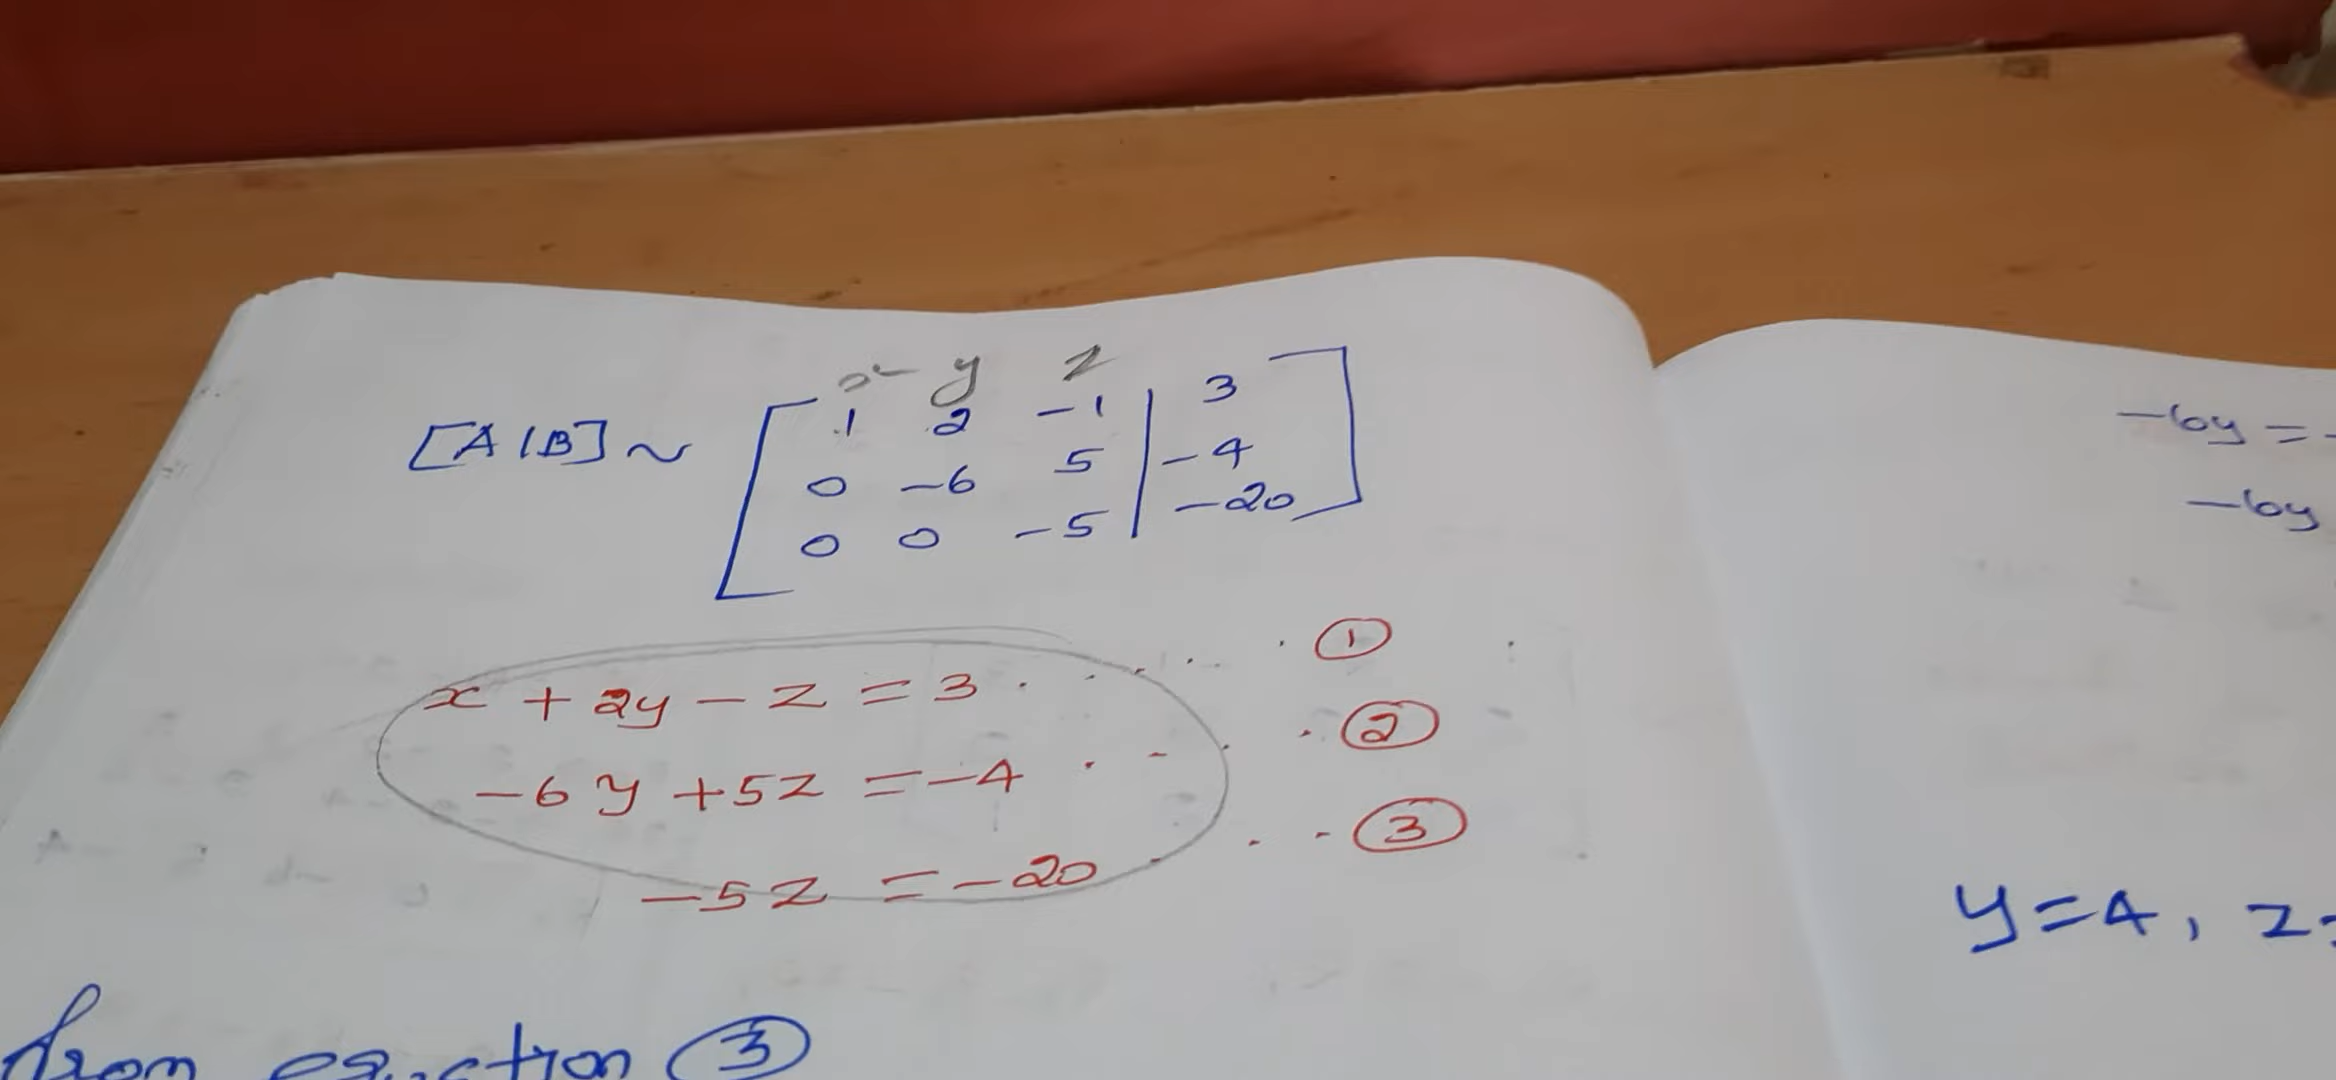 x y z
[A|B] ~ [ 1 2 -1 | 3
0 -6 5 | -4
0 0 -5 | -20 ]
x + 2y - z = 3 . . . . . . ①
-6y + 5z = -4 . - . . ②
-5z = -20 . . - ③
from equation ③
-6y =
-6y
y=4, z=